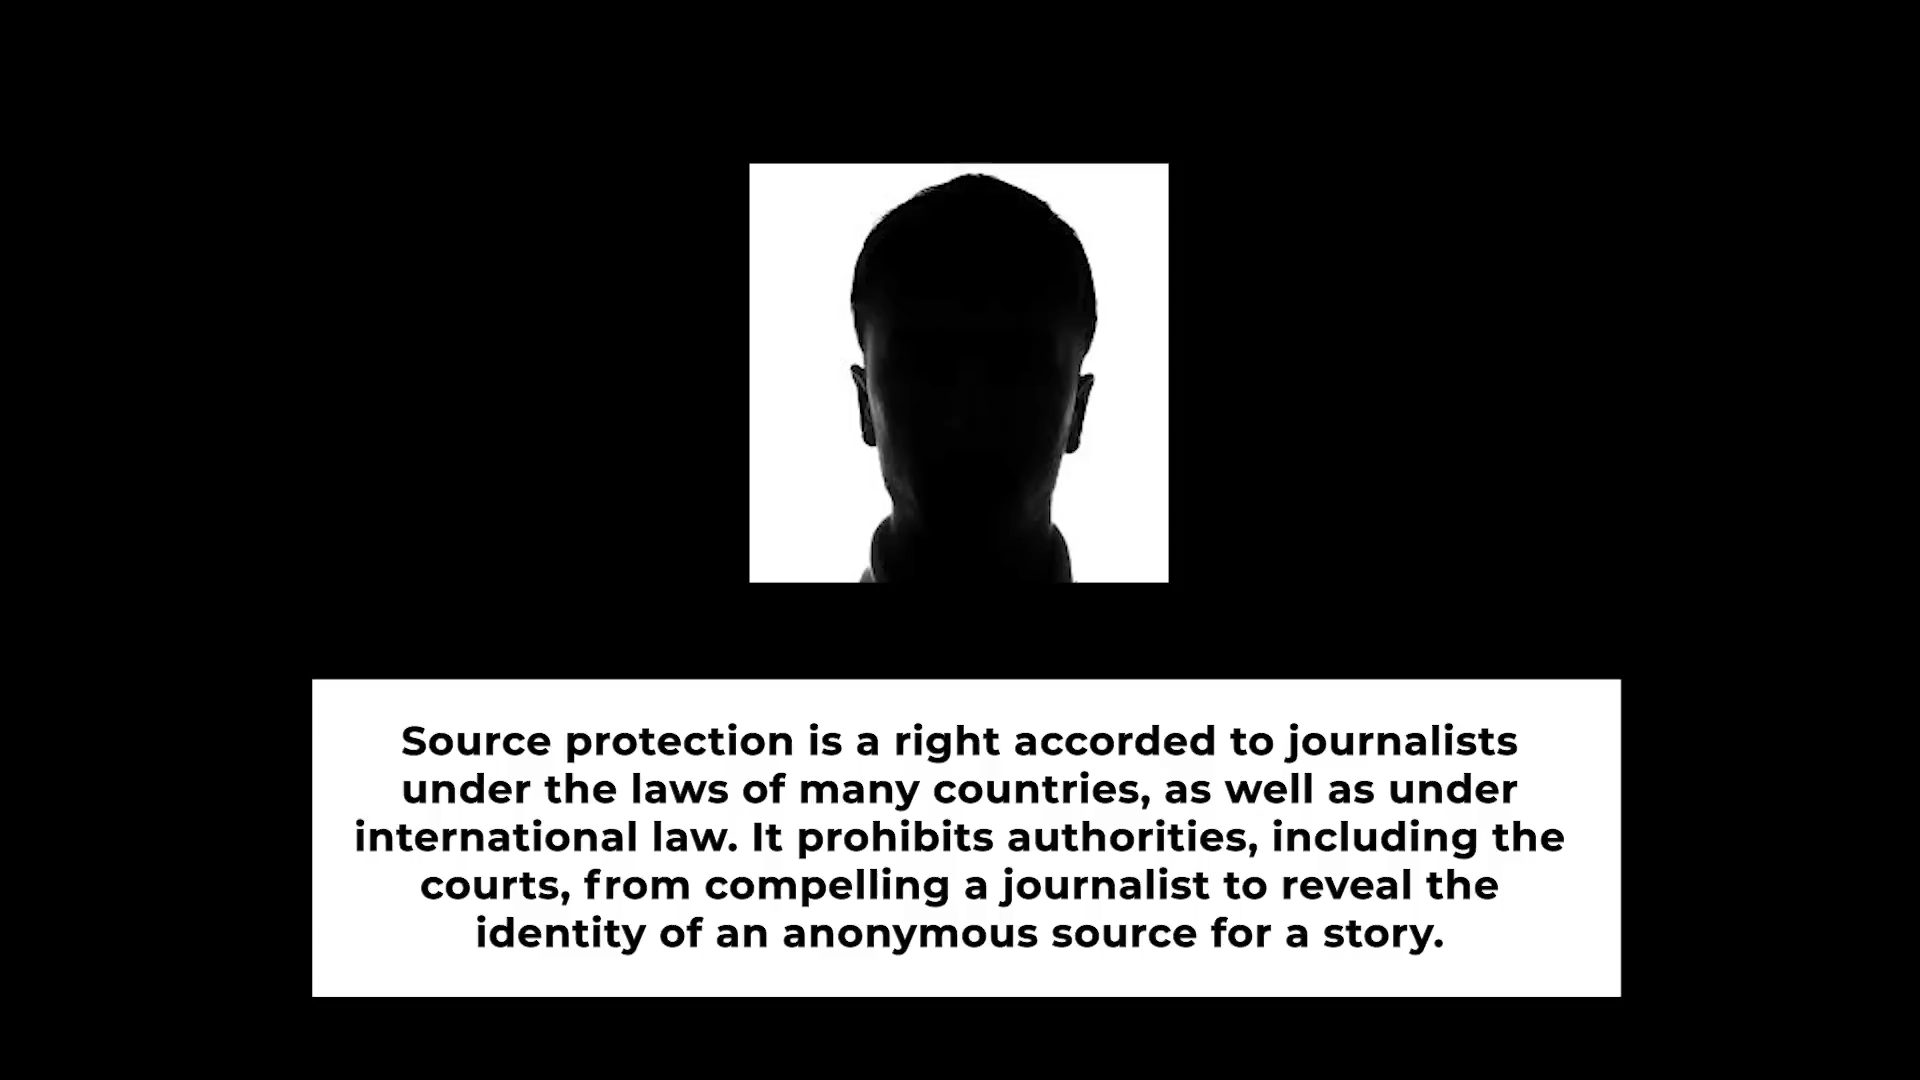 Source protection is a right accorded to journalists
under the laws of many countries, as well as under
international law. It prohibits authorities, including the
courts, from compelling a journalist to reveal the
identity of an anonymous source for a story.